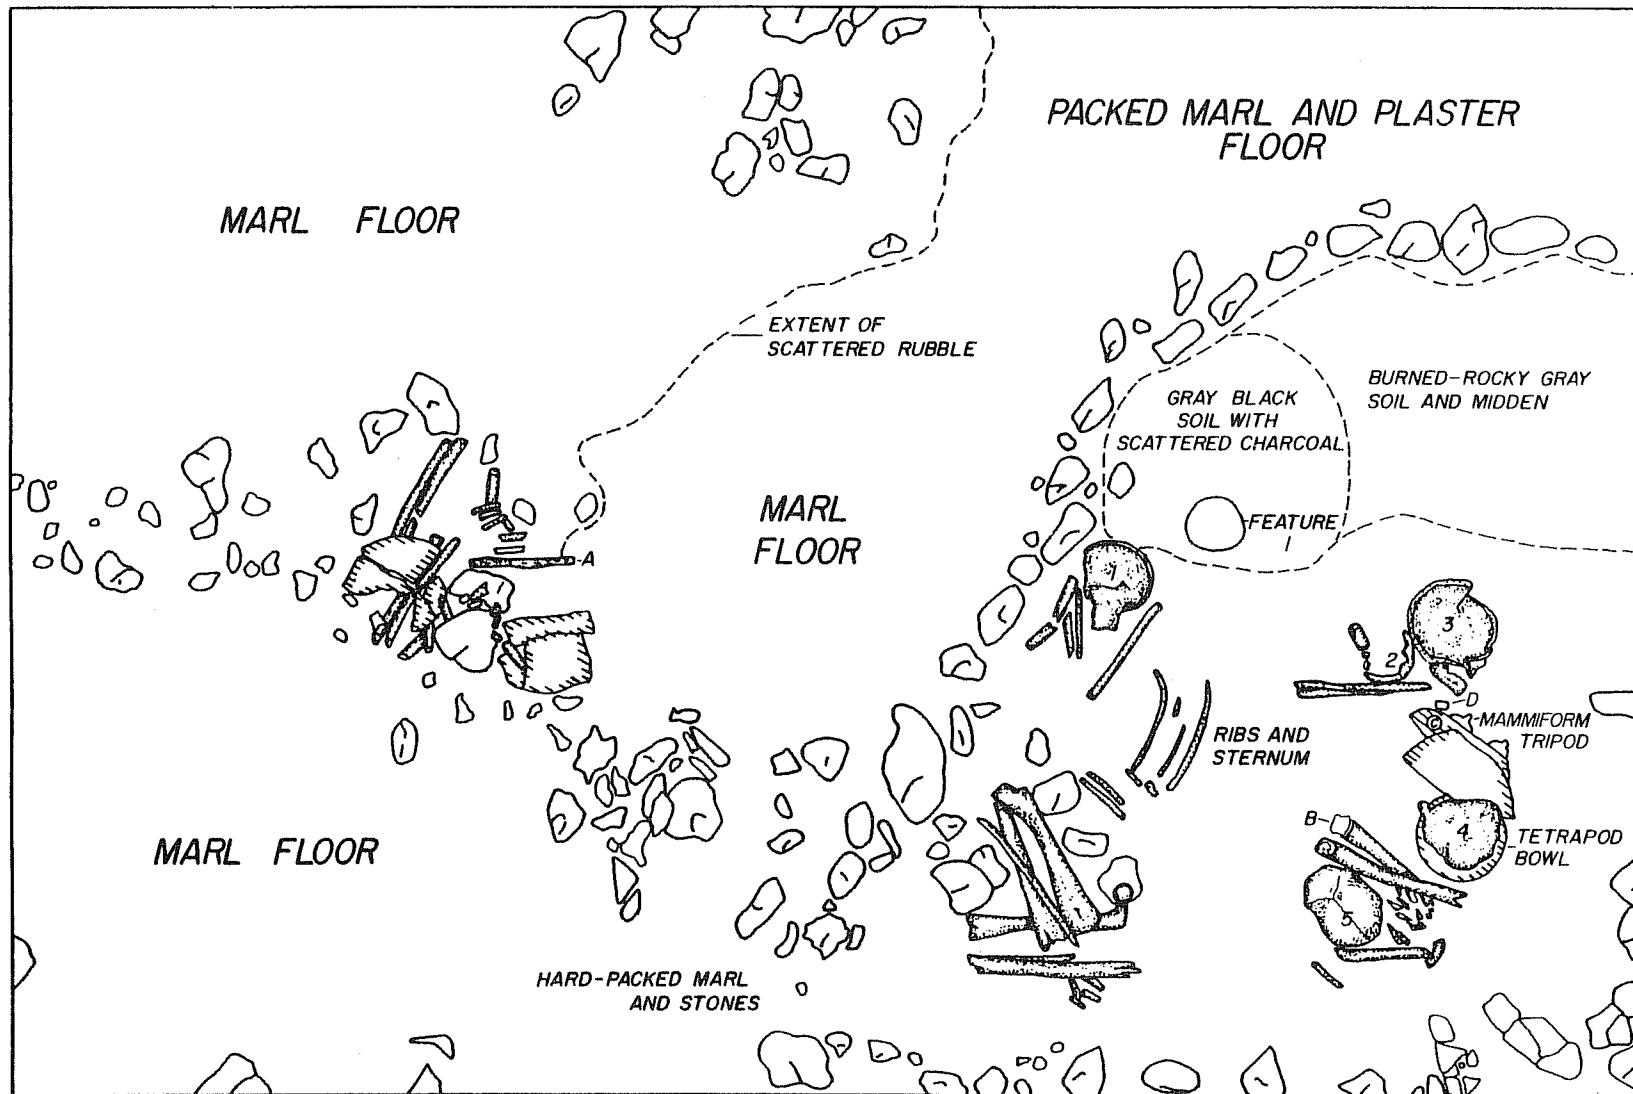 PACKED MARL AND PLASTER
FLOOR
MARL FLOOR
EXTENT OF
SCATTERED RUBBLE
BURNED-ROCKY GRAY
SOIL AND MIDDEN
GRAY BLACK
SOIL WITH
SCATTERED CHARCOAL
MARL
FLOOR
FEATURE
A
1
3
2
D
C
MAMMIFORM
TRIPOD
RIBS AND
STERNUM
B
4
TETRAPOD
BOWL
MARL FLOOR
5
HARD-PACKED MARL
AND STONES